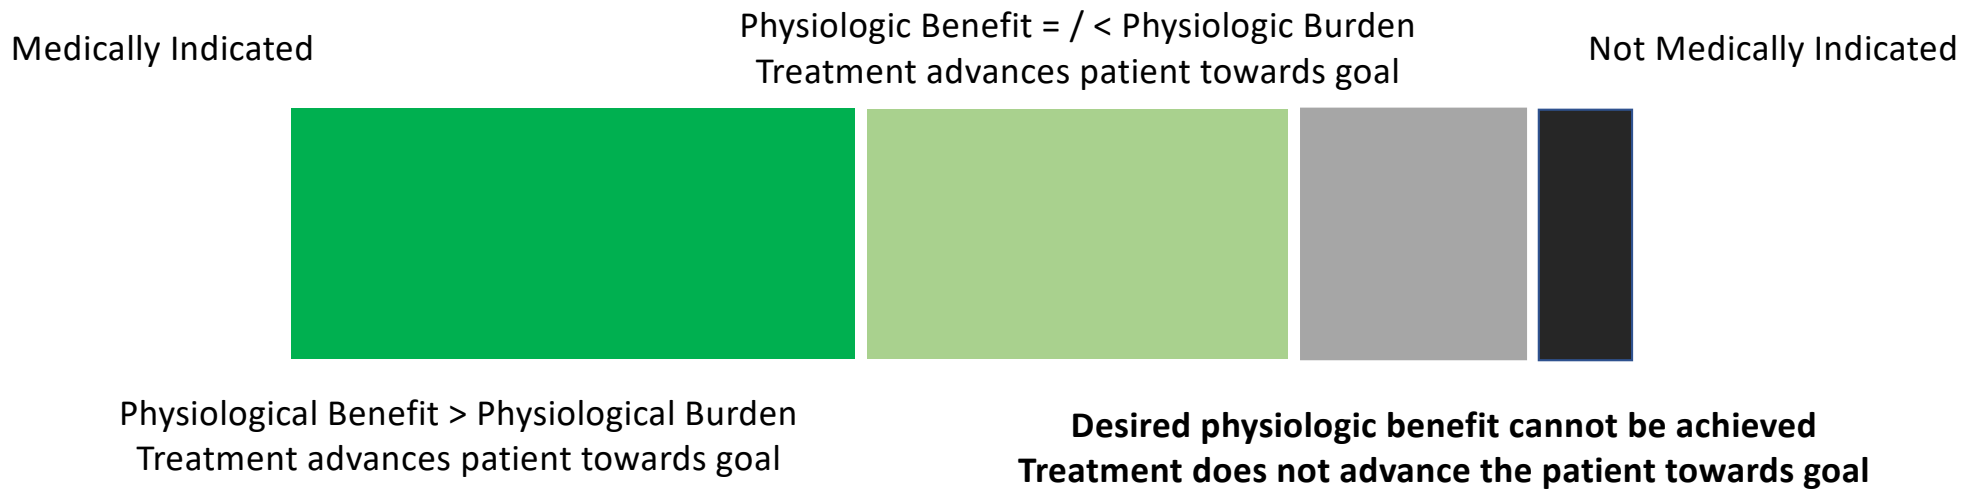 Medically Indicated
Physiologic Benefit = / < Physiologic Burden
Treatment advances patient towards goal
Not Medically Indicated
Physiological Benefit > Physiological Burden
Treatment advances patient towards goal
Desired physiologic benefit cannot be achieved
Treatment does not advance the patient towards goal